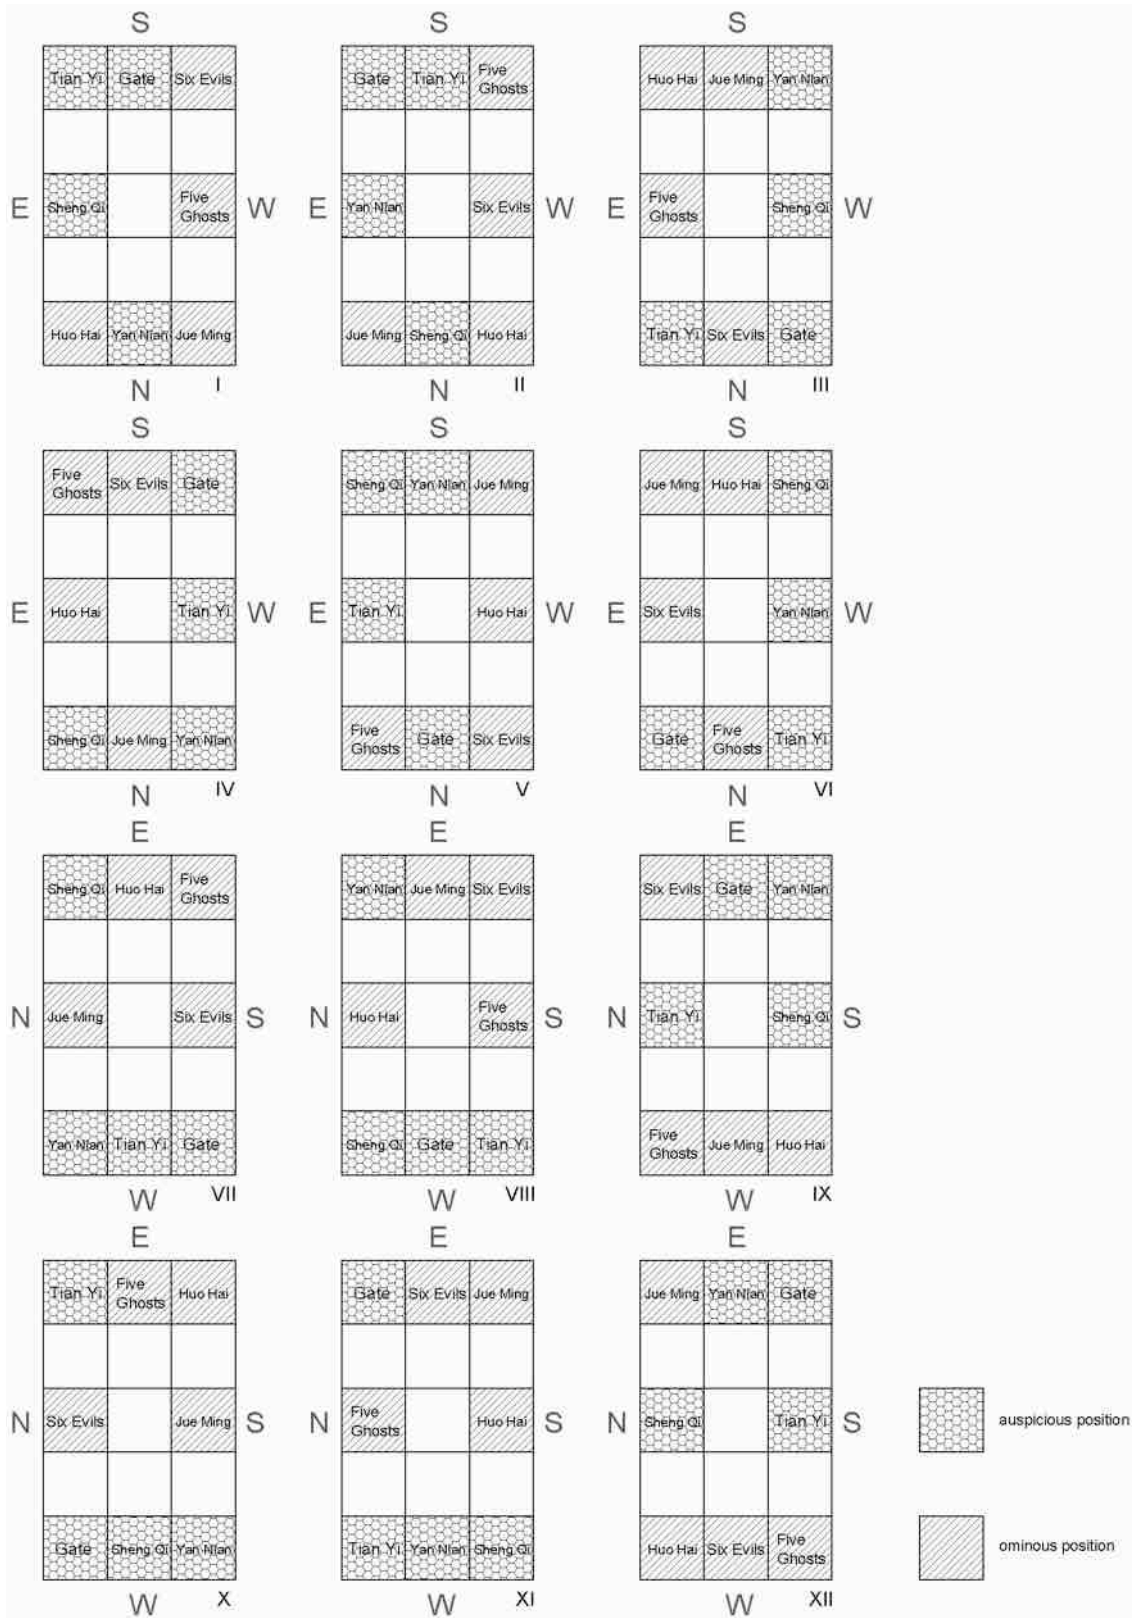 S
S
S
Tian Yi Gate Six Evils
Gate Tian Yi Five Ghosts
Huo Hai Jue Ming Yan Nian
E Sheng Qi Five Ghosts W
E Yan Nian Six Evils W
E Five Ghosts Sheng Qi W
Huo Hai Yan Nian Jue Ming
Jue Ming Sheng Qi Huo Hai
Tian Yi Six Evils Gate
N I
N II
N III
S
S
S
Five Ghosts Six Evils Gate
Sheng Qi Yan Nian Jue Ming
Jue Ming Huo Hai Sheng Qi
E Huo Hai Tian Yi W
E Tian Yi Huo Hai W
E Six Evils Yan Nian W
Sheng Qi Jue Ming Yan Nian
Five Ghosts Gate Six Evils
Gate Five Ghosts Tian Yi
N IV
N V
N VI
E
E
E
Sheng Qi Huo Hai Five Ghosts
Yan Nian Jue Ming Six Evils
Six Evils Gate Yan Nian
N Jue Ming Six Evils S
N Huo Hai Five Ghosts S
N Tian Yi Sheng Qi S
Yan Nian Tian Yi Gate
Sheng Qi Gate Tian Yi
Five Ghosts Jue Ming Huo Hai
W VII
W VIII
W IX
E
E
E
Tian Yi Five Ghosts Huo Hai
Gate Six Evils Jue Ming
Jue Ming Yan Nian Gate
N Six Evils Jue Ming S
N Five Ghosts Huo Hai S
N Sheng Qi Tian Yi S
Gate Sheng Qi Yan Nian
Tian Yi Yan Nian Sheng Qi
Huo Hai Six Evils Five Ghosts
W X
W XI
W XII
auspicious position
ominous position